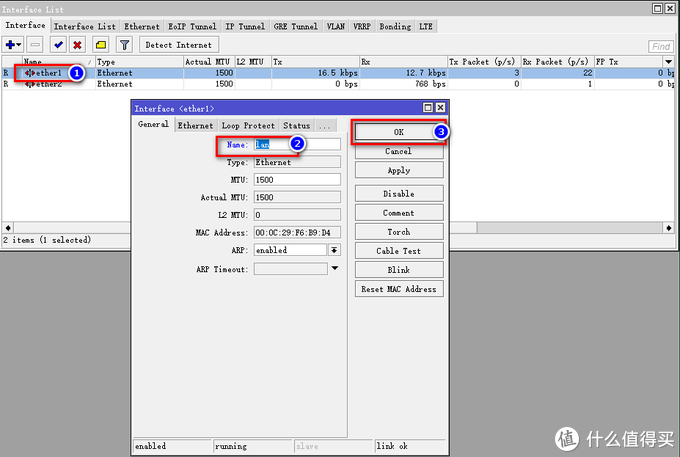 Interface List
Interface Interface List Ethernet EoIP Tunnel IP Tunnel GRE Tunnel VLAN VRRP Bonding LTE
Detect Internet Find
Name Type Actual MTU L2 MTU Tx Rx Tx Packet (p/s) Rx Packet (p/s) FP Tx
R ether1 Ethernet 1500 16.5 kbps 12.7 kbps 3 22 0 bp
R ether2 Ethernet 1500 0 bps 768 bps 0 1 0 bp
1
2 items (1 selected)
Interface <ether1>
General Ethernet Loop Protect Status ...
Name: lan
2
Type: Ethernet
MTU: 1500
Actual MTU: 1500
L2 MTU: 0
MAC Address: 00:0C:29:F6:B9:D4
ARP: enabled
ARP Timeout:
OK
3
Cancel
Apply
Disable
Comment
Torch
Cable Test
Blink
Reset MAC Address
enabled running slave link ok
值 什么值得买